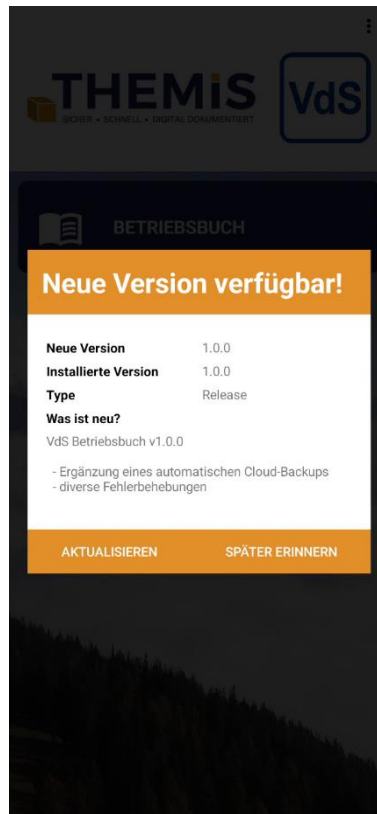 THEMiS
SICHER • SCHNELL • DIGITAL DOKUMENTIERT
VdS
BETRIEBSBUCH
Neue Version verfügbar!
Neue Version 1.0.0
Installierte Version 1.0.0
Type Release
Was ist neu?
VdS Betriebsbuch v1.0.0
- Ergänzung eines automatischen Cloud-Backups
- diverse Fehlerbehebungen
AKTUALISIEREN SPÄTER ERINNERN